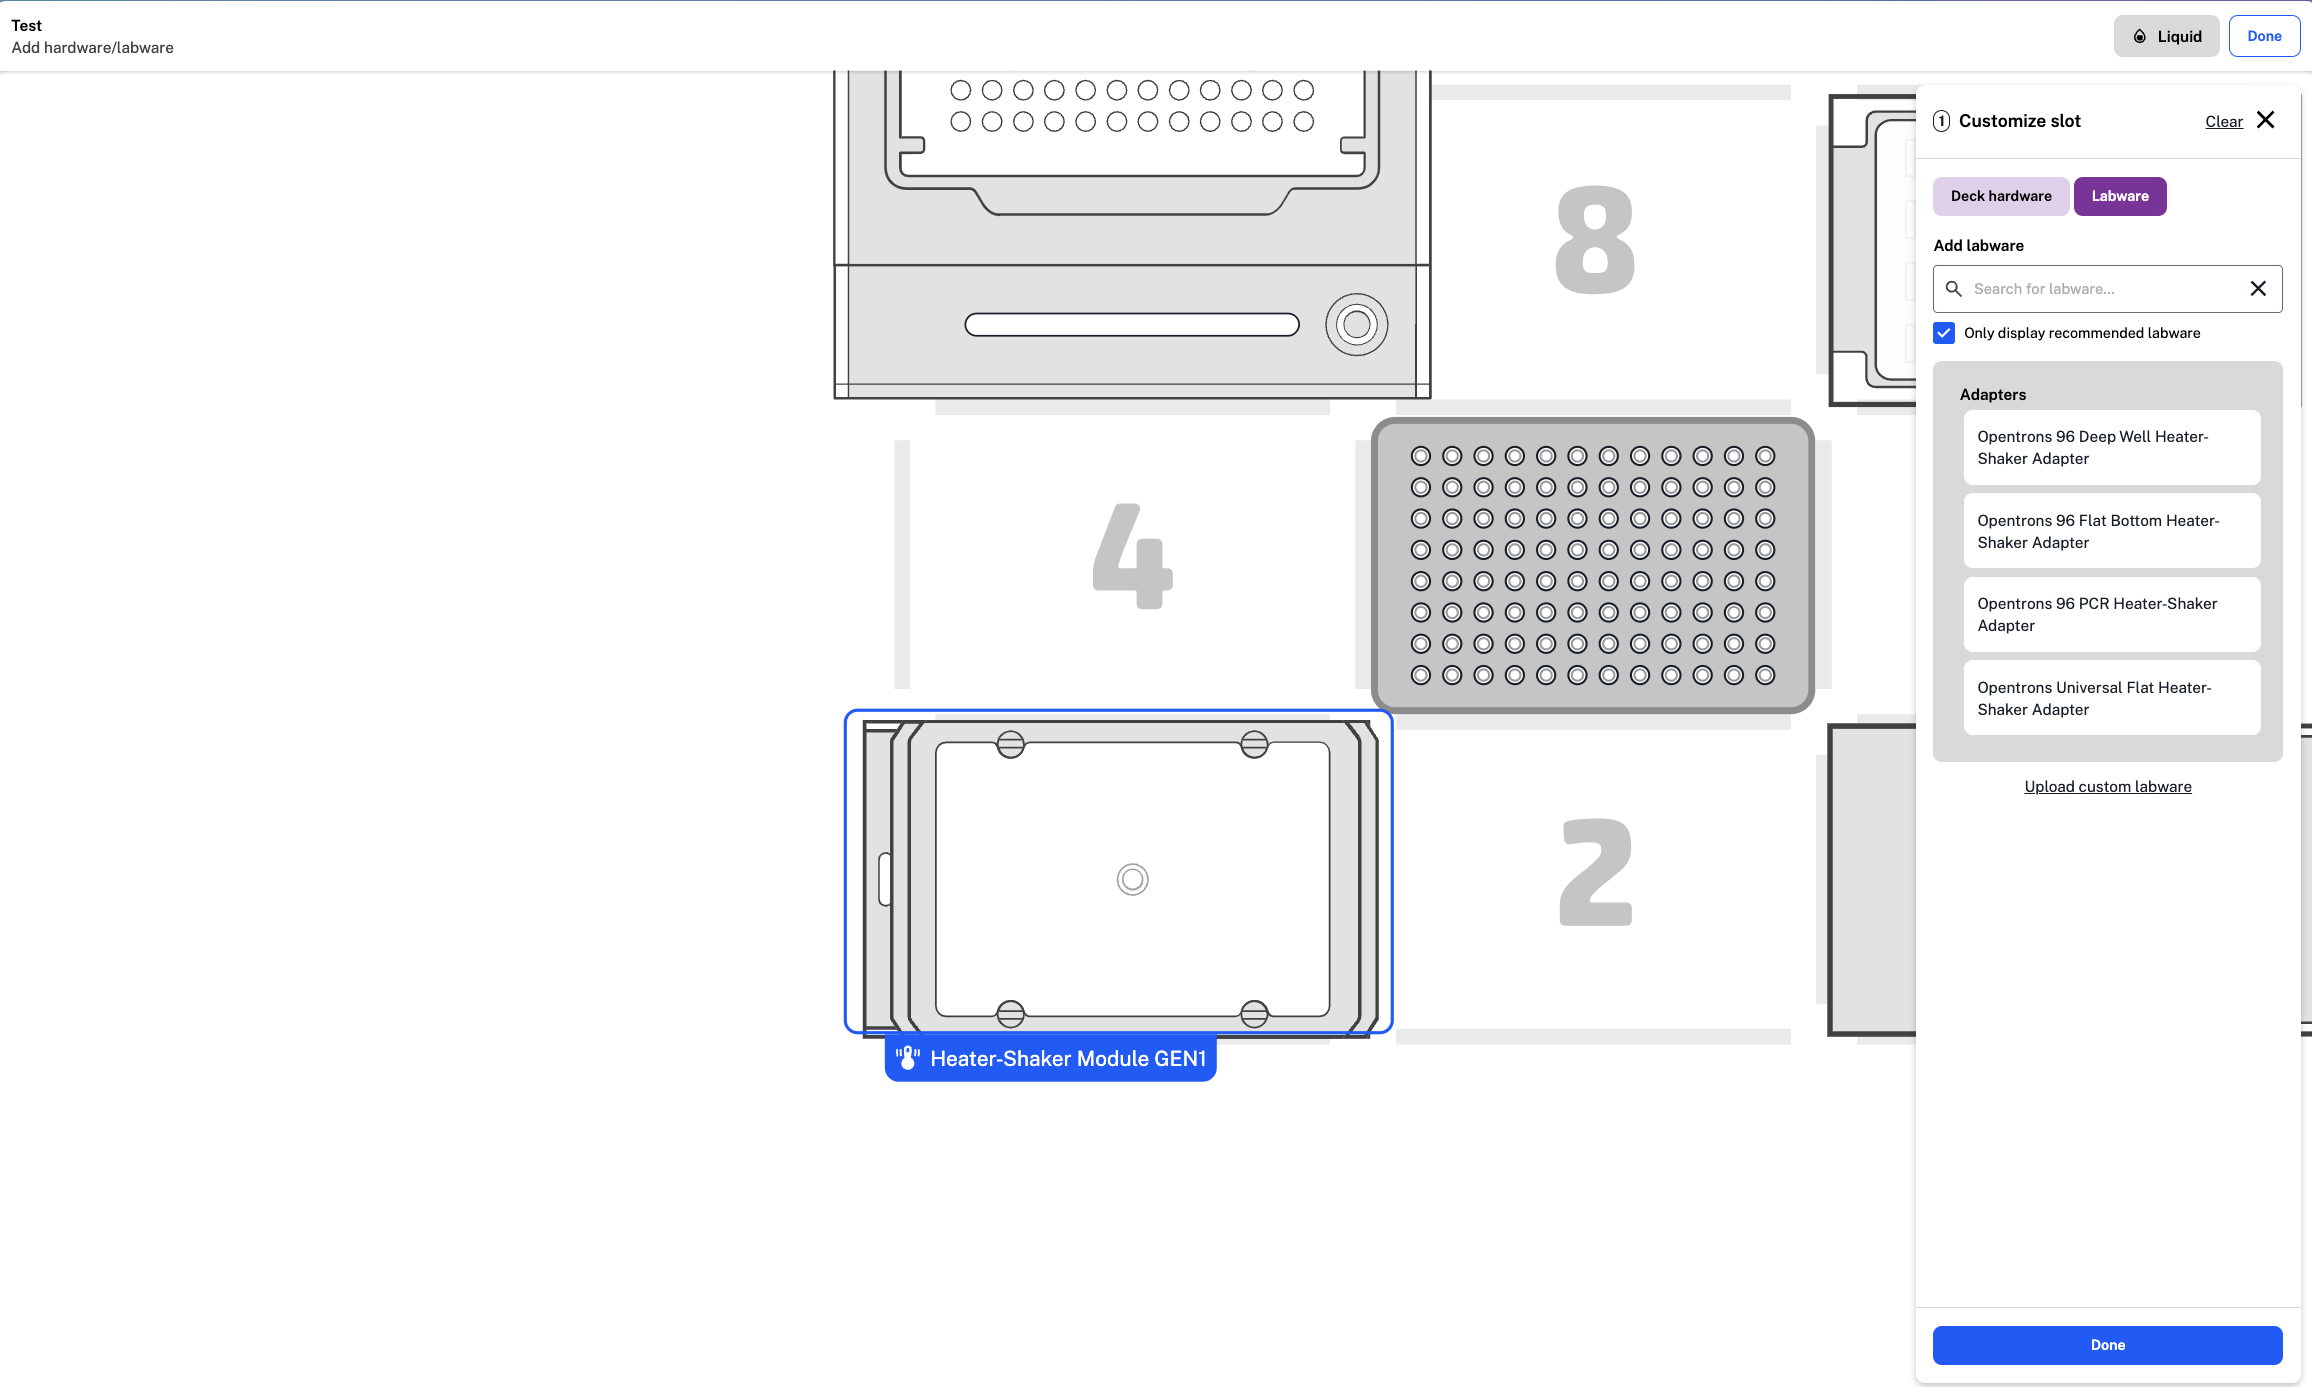 Test
Add hardware/labware
Liquid
Done
1 Customize slot
Clear
Deck hardware
Labware
Add labware
Search for labware...
Only display recommended labware
Adapters
Opentrons 96 Deep Well Heater-
Shaker Adapter
Opentrons 96 Flat Bottom Heater-
Shaker Adapter
Opentrons 96 PCR Heater-Shaker
Adapter
Opentrons Universal Flat Heater-
Shaker Adapter
Upload custom labware
Done
8
4
2
Heater-Shaker Module GEN1